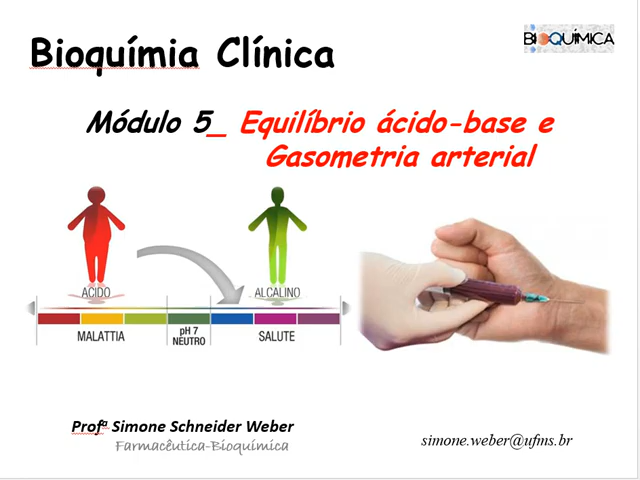 BIOQUÍMICA
Bioquímia Clínica
Módulo 5_ Equilíbrio ácido-base e
Gasometria arterial
ACIDO
ALCALINO
MALATTIA
pH 7
NEUTRO
SALUTE
Profª Simone Schneider Weber
Farmacêutica-Bioquímica
simone.weber@ufms.br